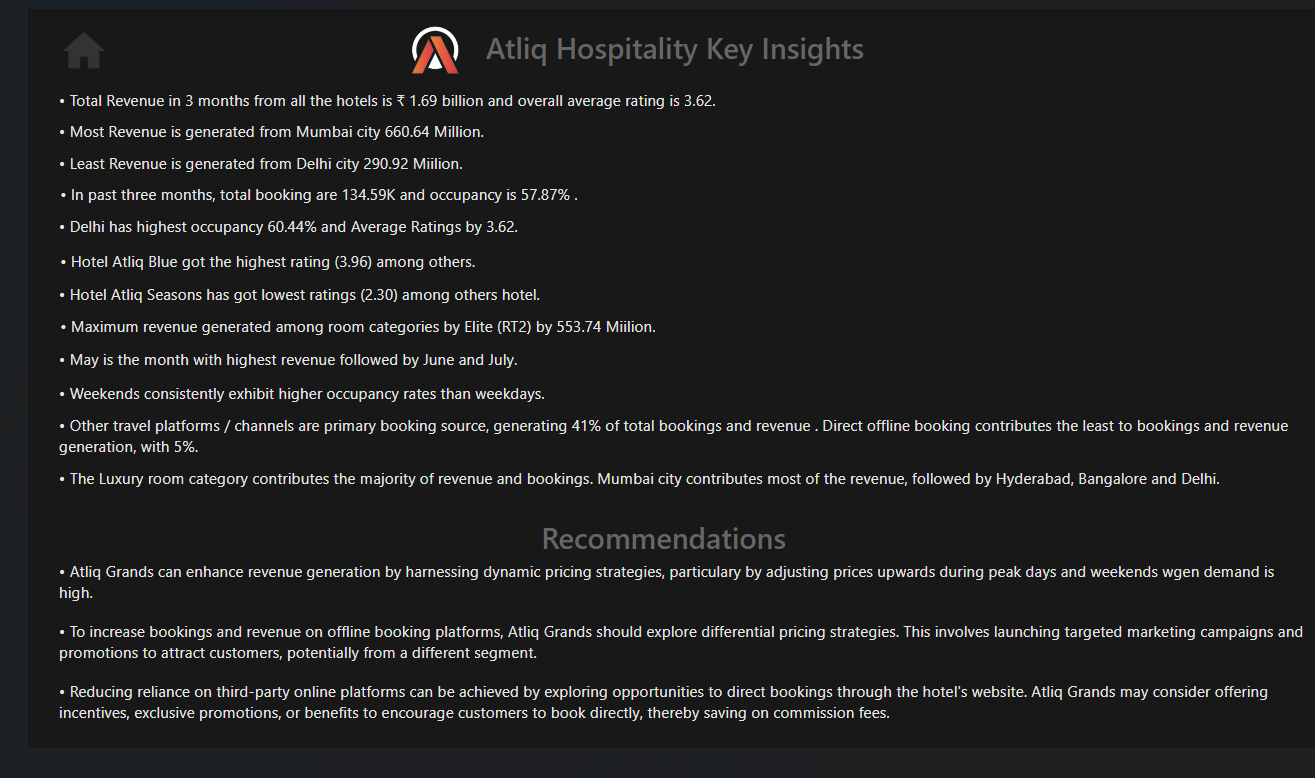 Atliq Hospitality Key Insights
• Total Revenue in 3 months from all the hotels is ₹ 1.69 billion and overall average rating is 3.62.
• Most Revenue is generated from Mumbai city 660.64 Million.
• Least Revenue is generated from Delhi city 290.92 Miilion.
• In past three months, total booking are 134.59K and occupancy is 57.87% .
• Delhi has highest occupancy 60.44% and Average Ratings by 3.62.
• Hotel Atliq Blue got the highest rating (3.96) among others.
• Hotel Atliq Seasons has got lowest ratings (2.30) among others hotel.
• Maximum revenue generated among room categories by Elite (RT2) by 553.74 Miilion.
• May is the month with highest revenue followed by June and July.
• Weekends consistently exhibit higher occupancy rates than weekdays.
• Other travel platforms / channels are primary booking source, generating 41% of total bookings and revenue . Direct offline booking contributes the least to bookings and revenue
generation, with 5%.
• The Luxury room category contributes the majority of revenue and bookings. Mumbai city contributes most of the revenue, followed by Hyderabad, Bangalore and Delhi.
Recommendations
• Atliq Grands can enhance revenue generation by harnessing dynamic pricing strategies, particulary by adjusting prices upwards during peak days and weekends wgen demand is
high.
• To increase bookings and revenue on offline booking platforms, Atliq Grands should explore differential pricing strategies. This involves launching targeted marketing campaigns and
promotions to attract customers, potentially from a different segment.
• Reducing reliance on third-party online platforms can be achieved by exploring opportunities to direct bookings through the hotel's website. Atliq Grands may consider offering
incentives, exclusive promotions, or benefits to encourage customers to book directly, thereby saving on commission fees.